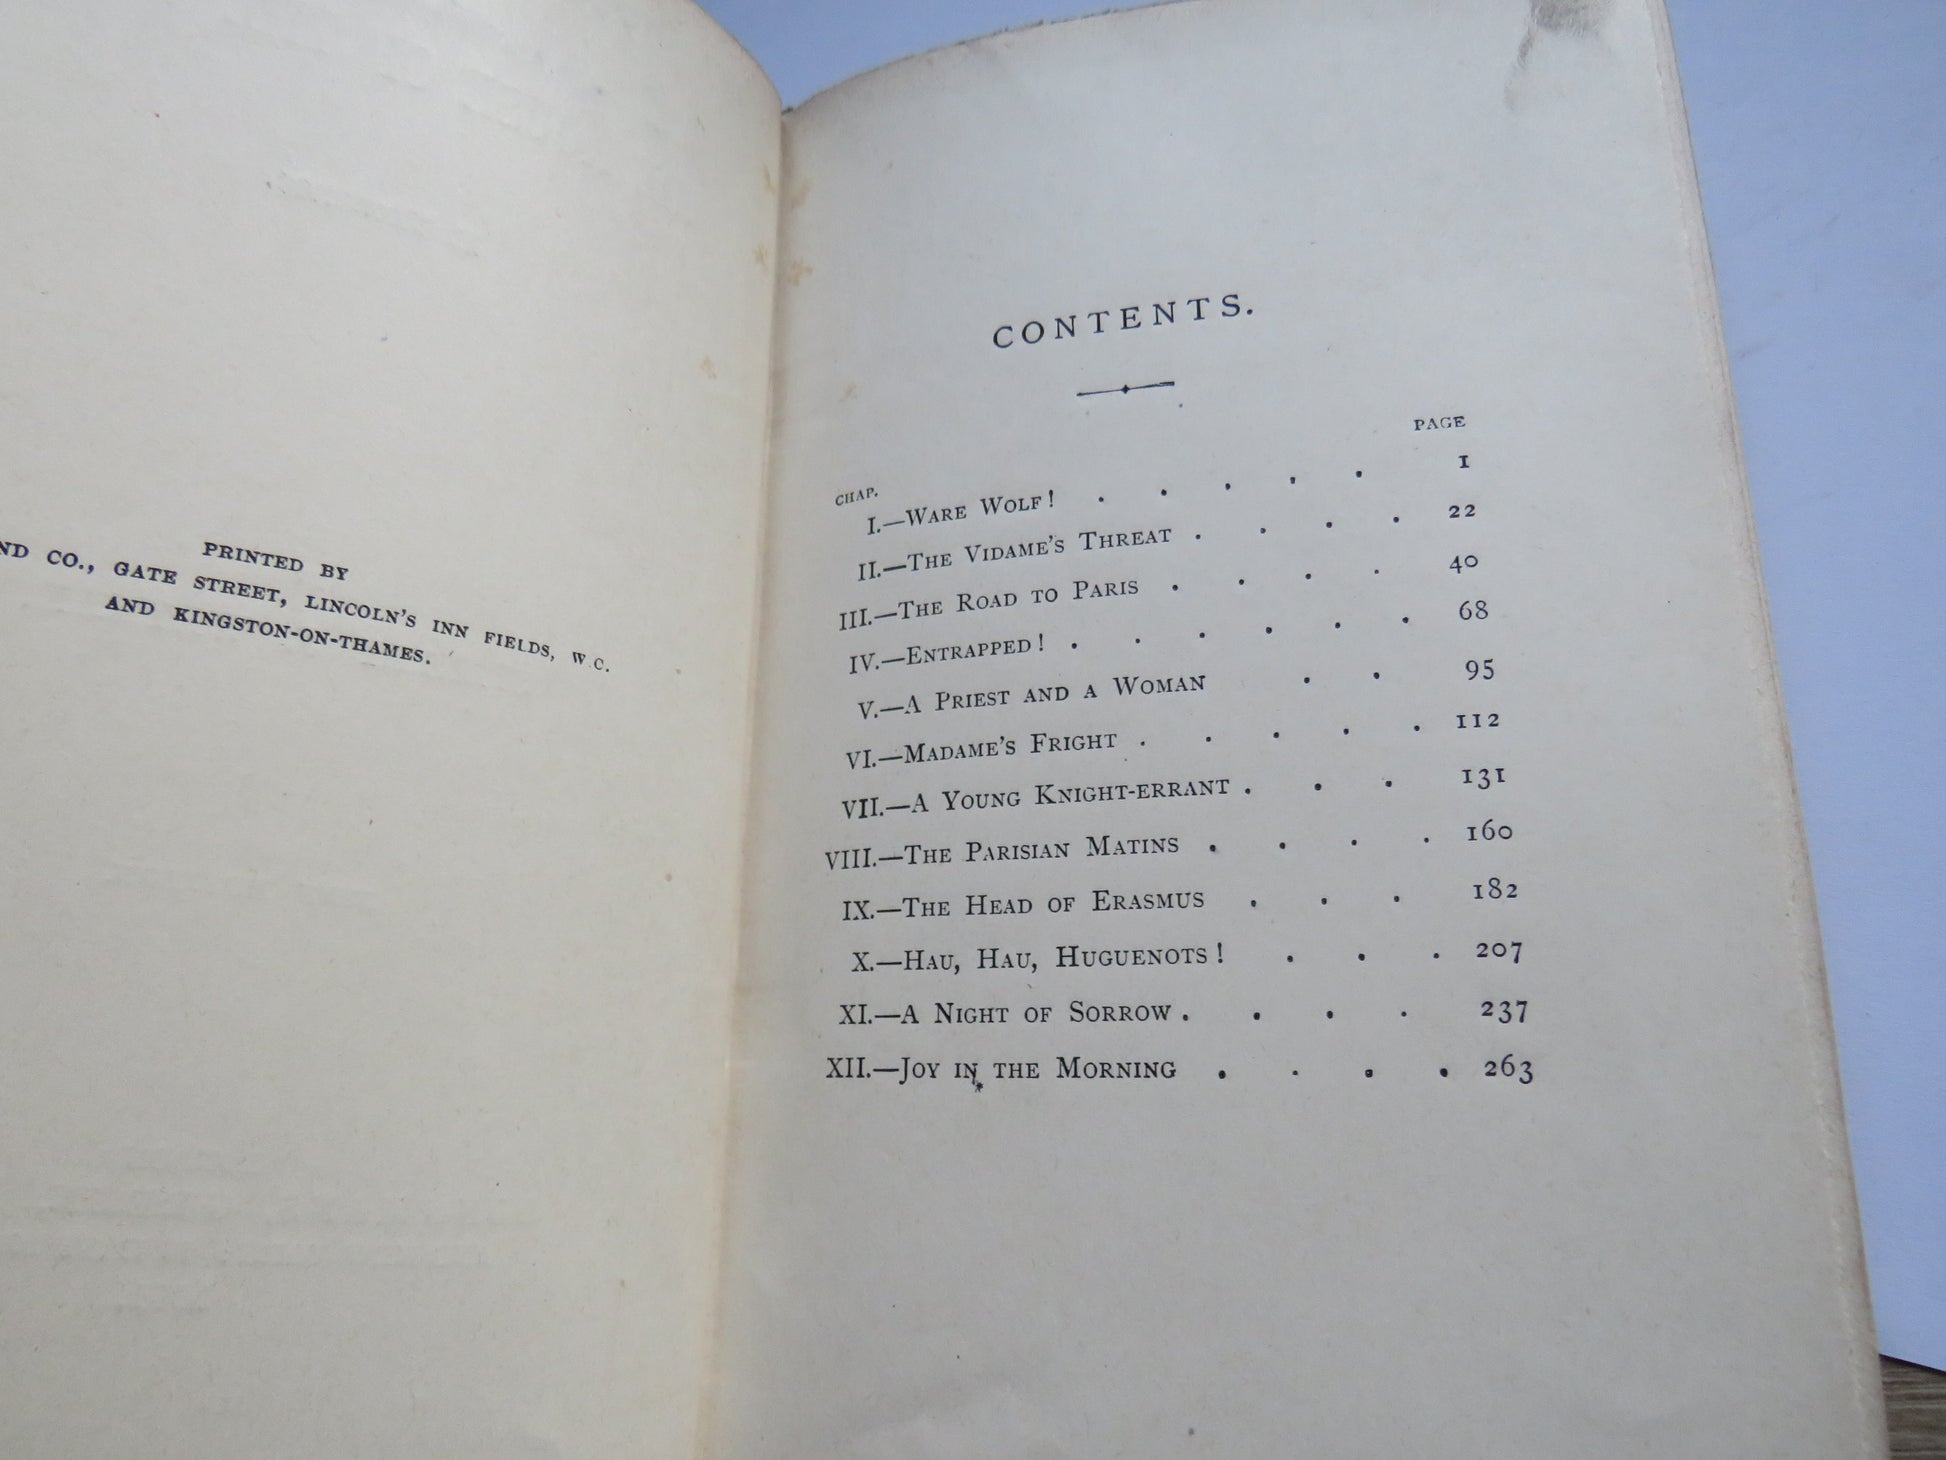 PRINTED BY
CO., GATE STREET, LINCOLN'S INN FIELDS, W.C.
AND KINGSTON-ON-THAMES.
CONTENTS.
PAGE
CHAP.
I.—WARE WOLF! . . . . . 1
II.—THE VIDAME'S THREAT . . . . 22
III.—THE ROAD TO PARIS . . . . 40
IV.—ENTRAPPED! . . . . . . 68
V.—A PRIEST AND A WOMAN . . 95
VI.—MADAME'S FRIGHT . . . . . 112
VII.—A YOUNG KNIGHT-ERRANT . . . 131
VIII.—THE PARISIAN MATINS . . . . 160
IX.—THE HEAD OF ERASMUS . . . 182
X.—HAU, HAU, HUGUENOTS! . . . 207
XI.—A NIGHT OF SORROW . . . . 237
XII.—JOY IN THE MORNING . . . . 263